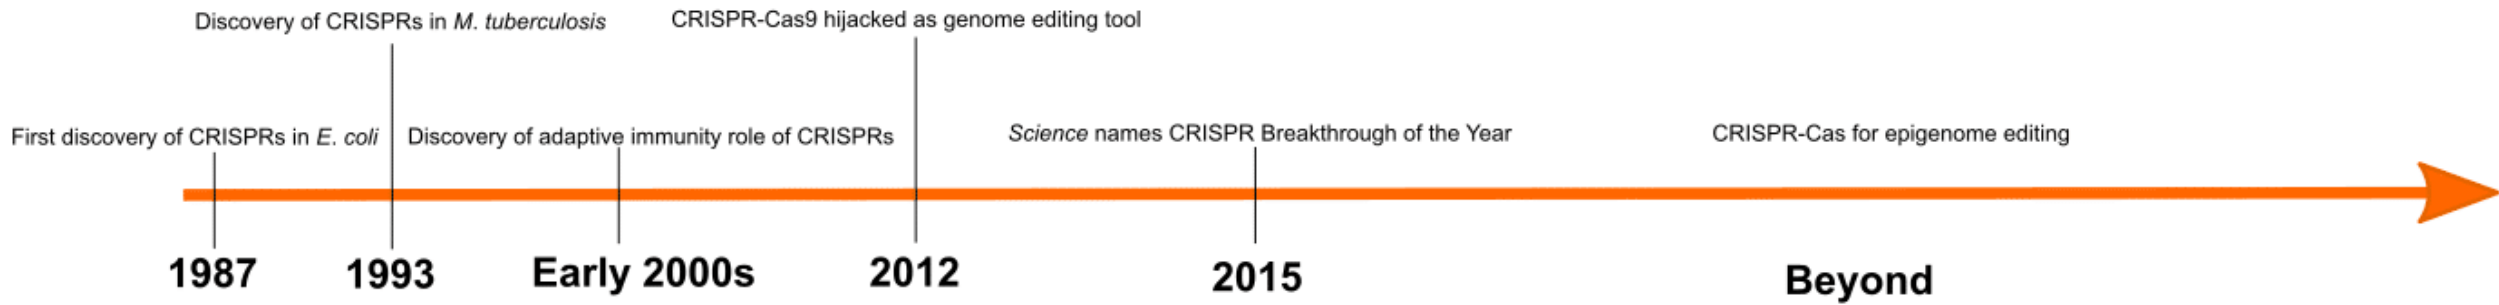 Discovery of CRISPRs in M. tuberculosis
CRISPR-Cas9 hijacked as genome editing tool
First discovery of CRISPRs in E. coli
Discovery of adaptive immunity role of CRISPRs
Science names CRISPR Breakthrough of the Year
CRISPR-Cas for epigenome editing
1987
1993
Early 2000s
2012
2015
Beyond